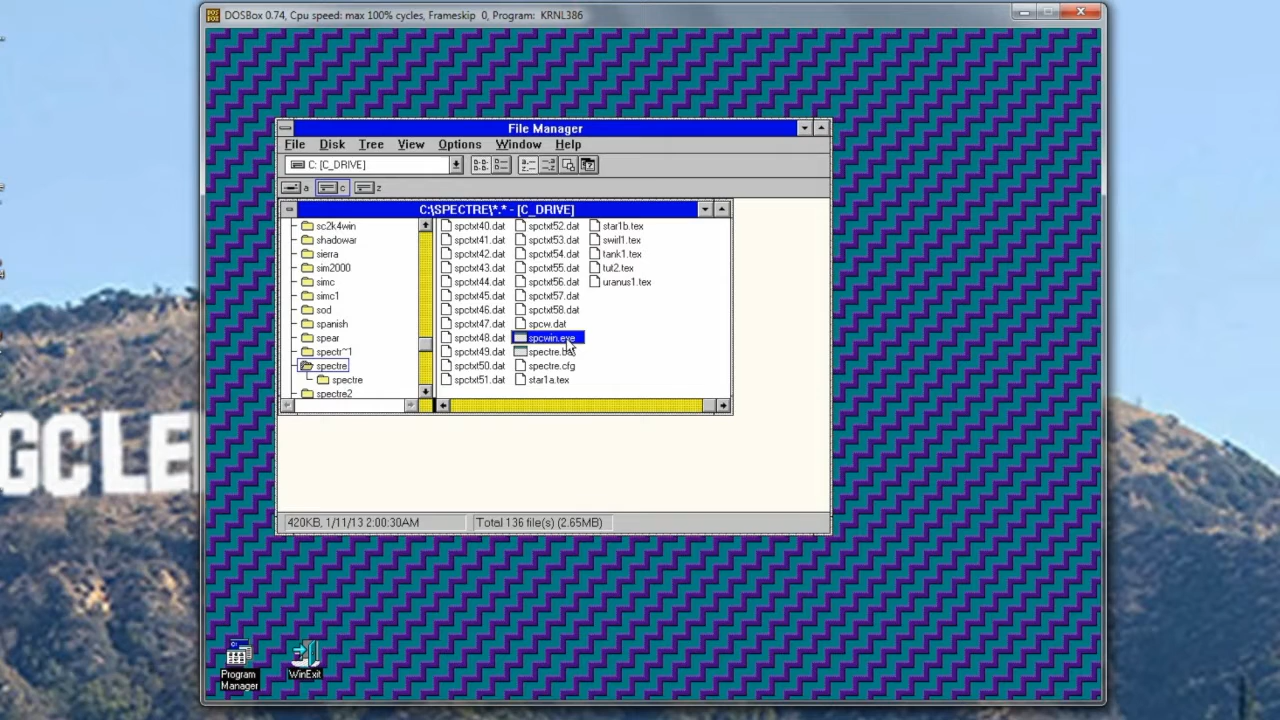 DOSBox 0.74, Cpu speed: max 100% cycles, Frameskip 0, Program: KRNL386
File Manager
File Disk Tree View Options Window Help
C: [C_DRIVE]
a c z
C:\SPECTRE\*.* - [C_DRIVE]
sc2k4win
shadowar
sierra
sim2000
simc
simc1
sod
spanish
spear
spectr~1
spectre
spectre
spectre2
spctxt40.dat
spctxt41.dat
spctxt42.dat
spctxt43.dat
spctxt44.dat
spctxt45.dat
spctxt46.dat
spctxt47.dat
spctxt48.dat
spctxt49.dat
spctxt50.dat
spctxt51.dat
spctxt52.dat
spctxt53.dat
spctxt54.dat
spctxt55.dat
spctxt56.dat
spctxt57.dat
spctxt58.dat
spcw.dat
spcwin.exe
spectre.bat
spectre.cfg
star1a.tex
star1b.tex
swirl1.tex
tank1.tex
tut2.tex
uranus1.tex
420KB, 1/11/13 2:00:30AM
Total 136 file(s) (2.65MB)
Program
Manager
WinExit
GCLE